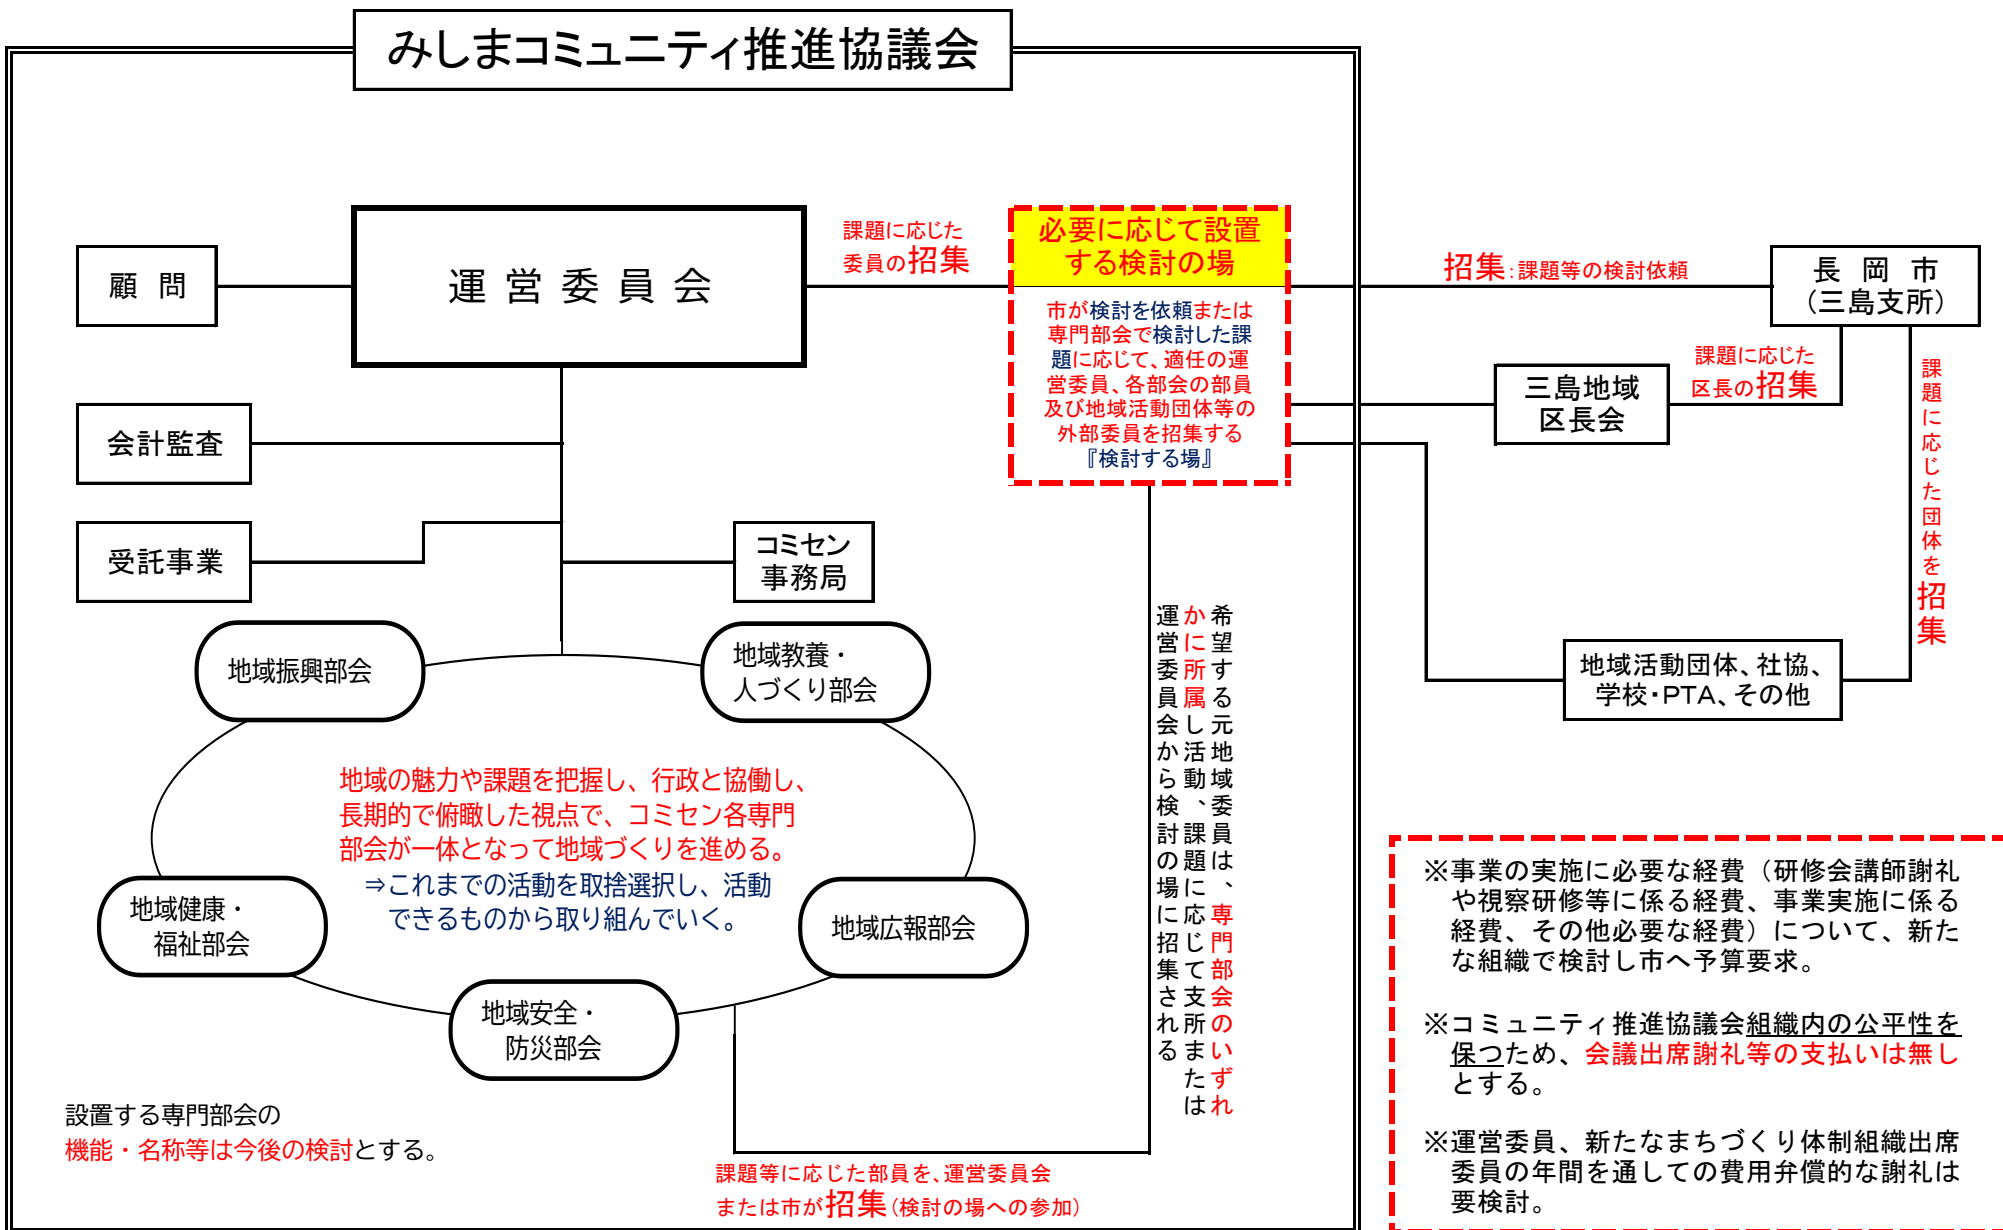 みしまコミュニティ推進協議会
顧 問
運 営 委 員 会
課題に応じた
委員の招集
必要に応じて設置
する検討の場
市が検討を依頼または
専門部会で検討した課
題に応じて、適任の運
営委員、各部会の部員
及び地域活動団体等の
外部委員を招集する
『検討する場』
招集:課題等の検討依頼
長 岡 市
(三島支所)
三島地域
区長会
課題に応じた
区長の招集
課題に応じた団体を招集
地域活動団体、社協、
学校・PTA、その他
会計監査
受託事業
コミセン
事務局
地域振興部会
地域教養・
人づくり部会
地域の魅力や課題を把握し、行政と協働し、
長期的で俯瞰した視点で、コミセン各専門
部会が一体となって地域づくりを進める。
⇒これまでの活動を取捨選択し、活動
できるものから取り組んでいく。
地域健康・
福祉部会
地域広報部会
地域安全・
防災部会
希望する元地域委員は、専門部会のいずれ
かに所属し活動、課題に応じて支所または
運営委員会から検討の場に招集される
設置する専門部会の
機能・名称等は今後の検討とする。
課題等に応じた部員を、運営委員会
または市が招集(検討の場への参加)
※事業の実施に必要な経費(研修会講師謝礼
や視察研修等に係る経費、事業実施に係る
経費、その他必要な経費)について、新た
な組織で検討し市へ予算要求。
※コミュニティ推進協議会組織内の公平性を
保つため、会議出席謝礼等の支払いは無し
とする。
※運営委員、新たなまちづくり体制組織出席
委員の年間を通しての費用弁償的な謝礼は
要検討。